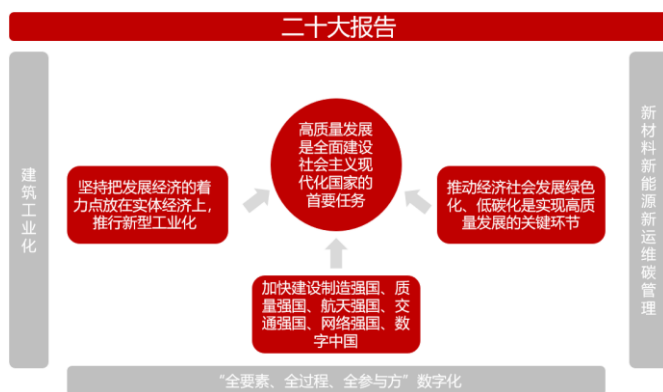 二十大报告
建筑工业化
高质量发展
是全面建设
社会主义现
代化国家的
首要任务
坚持把发展经济的着
力点放在实体经济上，
推行新型工业化
推动经济社会发展绿色
化、低碳化是实现高质
量发展的关键环节
新材料新能源新运维碳管理
加快建设制造强国、质
量强国、航天强国、交
通强国、网络强国、数
字中国
“全要素、全过程、全参与方”数字化